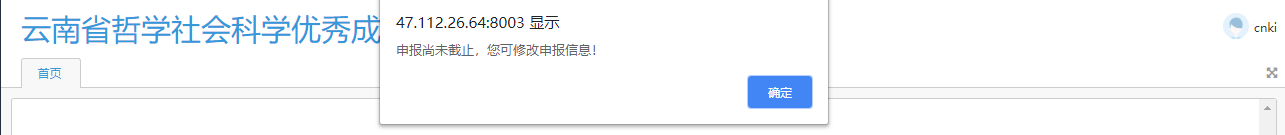 云南省哲学社会科学优秀成
47.112.26.64:8003 显示
申报尚未截止，您可修改申报信息！
确定
cnki
首页